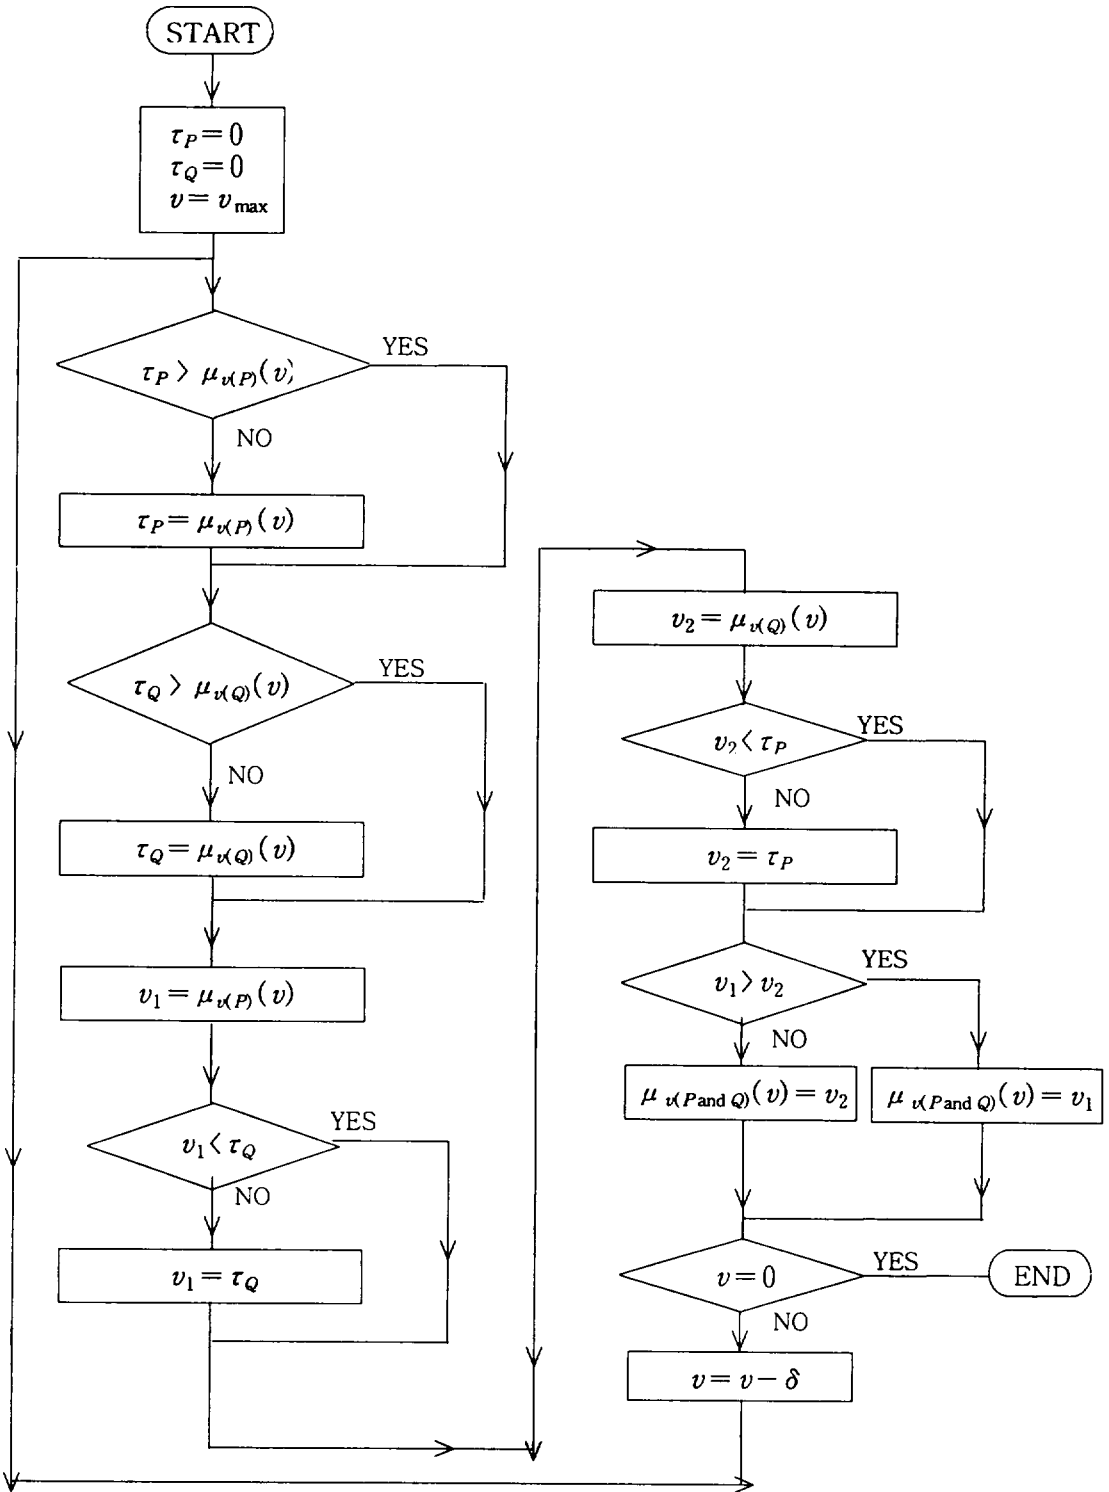 START
τ_P = 0
τ_Q = 0
v = v_max
τ_P > μ_v(P)(v)
YES
NO
τ_P = μ_v(P)(v)
τ_Q > μ_v(Q)(v)
YES
NO
τ_Q = μ_v(Q)(v)
v_1 = μ_v(P)(v)
v_1 < τ_Q
YES
NO
v_1 = τ_Q
v_2 = μ_v(Q)(v)
v_2 < τ_P
YES
NO
v_2 = τ_P
v_1 > v_2
YES
NO
μ_v(P and Q)(v) = v_2
μ_v(P and Q)(v) = v_1
v = 0
YES
END
NO
v = v − δ